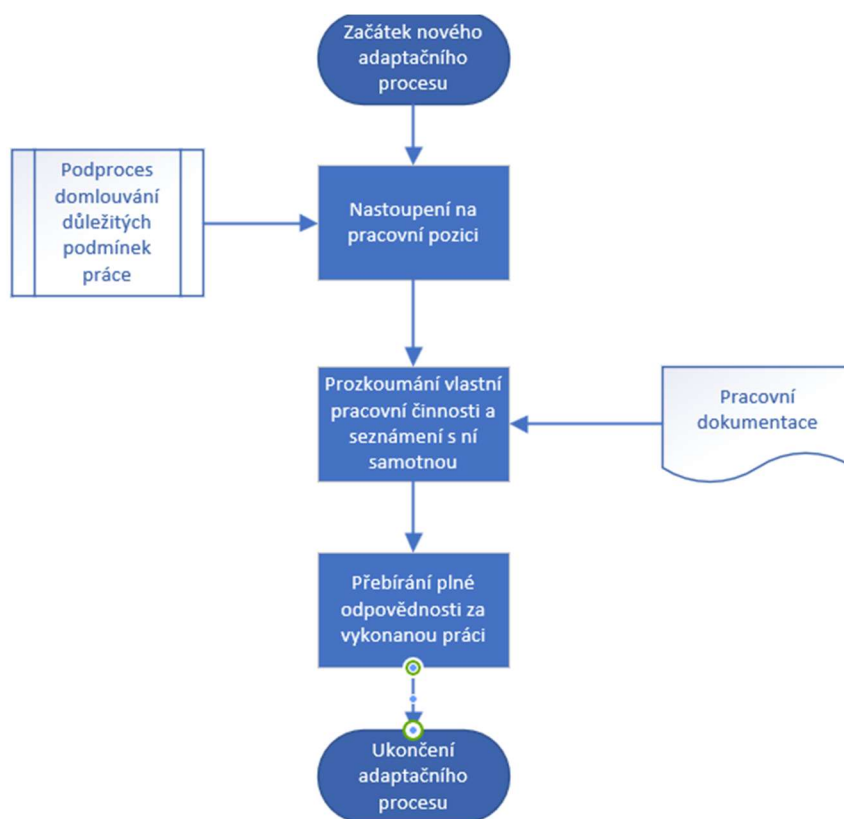 Začátek nového
adaptačního
procesu
Podproces
domlouvání
důležitých
podmínek
práce
Nastoupení na
pracovní pozici
Prozkoumání vlastní
pracovní činnosti a
seznámení s ní
samotnou
Pracovní
dokumentace
Přebírání plné
odpovědnosti za
vykonanou práci
Ukončení
adaptačního
procesu